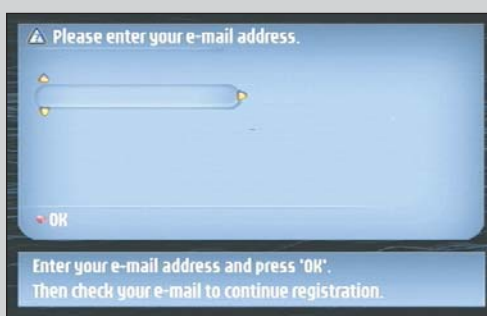 Please enter your e-mail address.
OK
Enter your e-mail address and press 'OK'.
Then check your e-mail to continue registration.